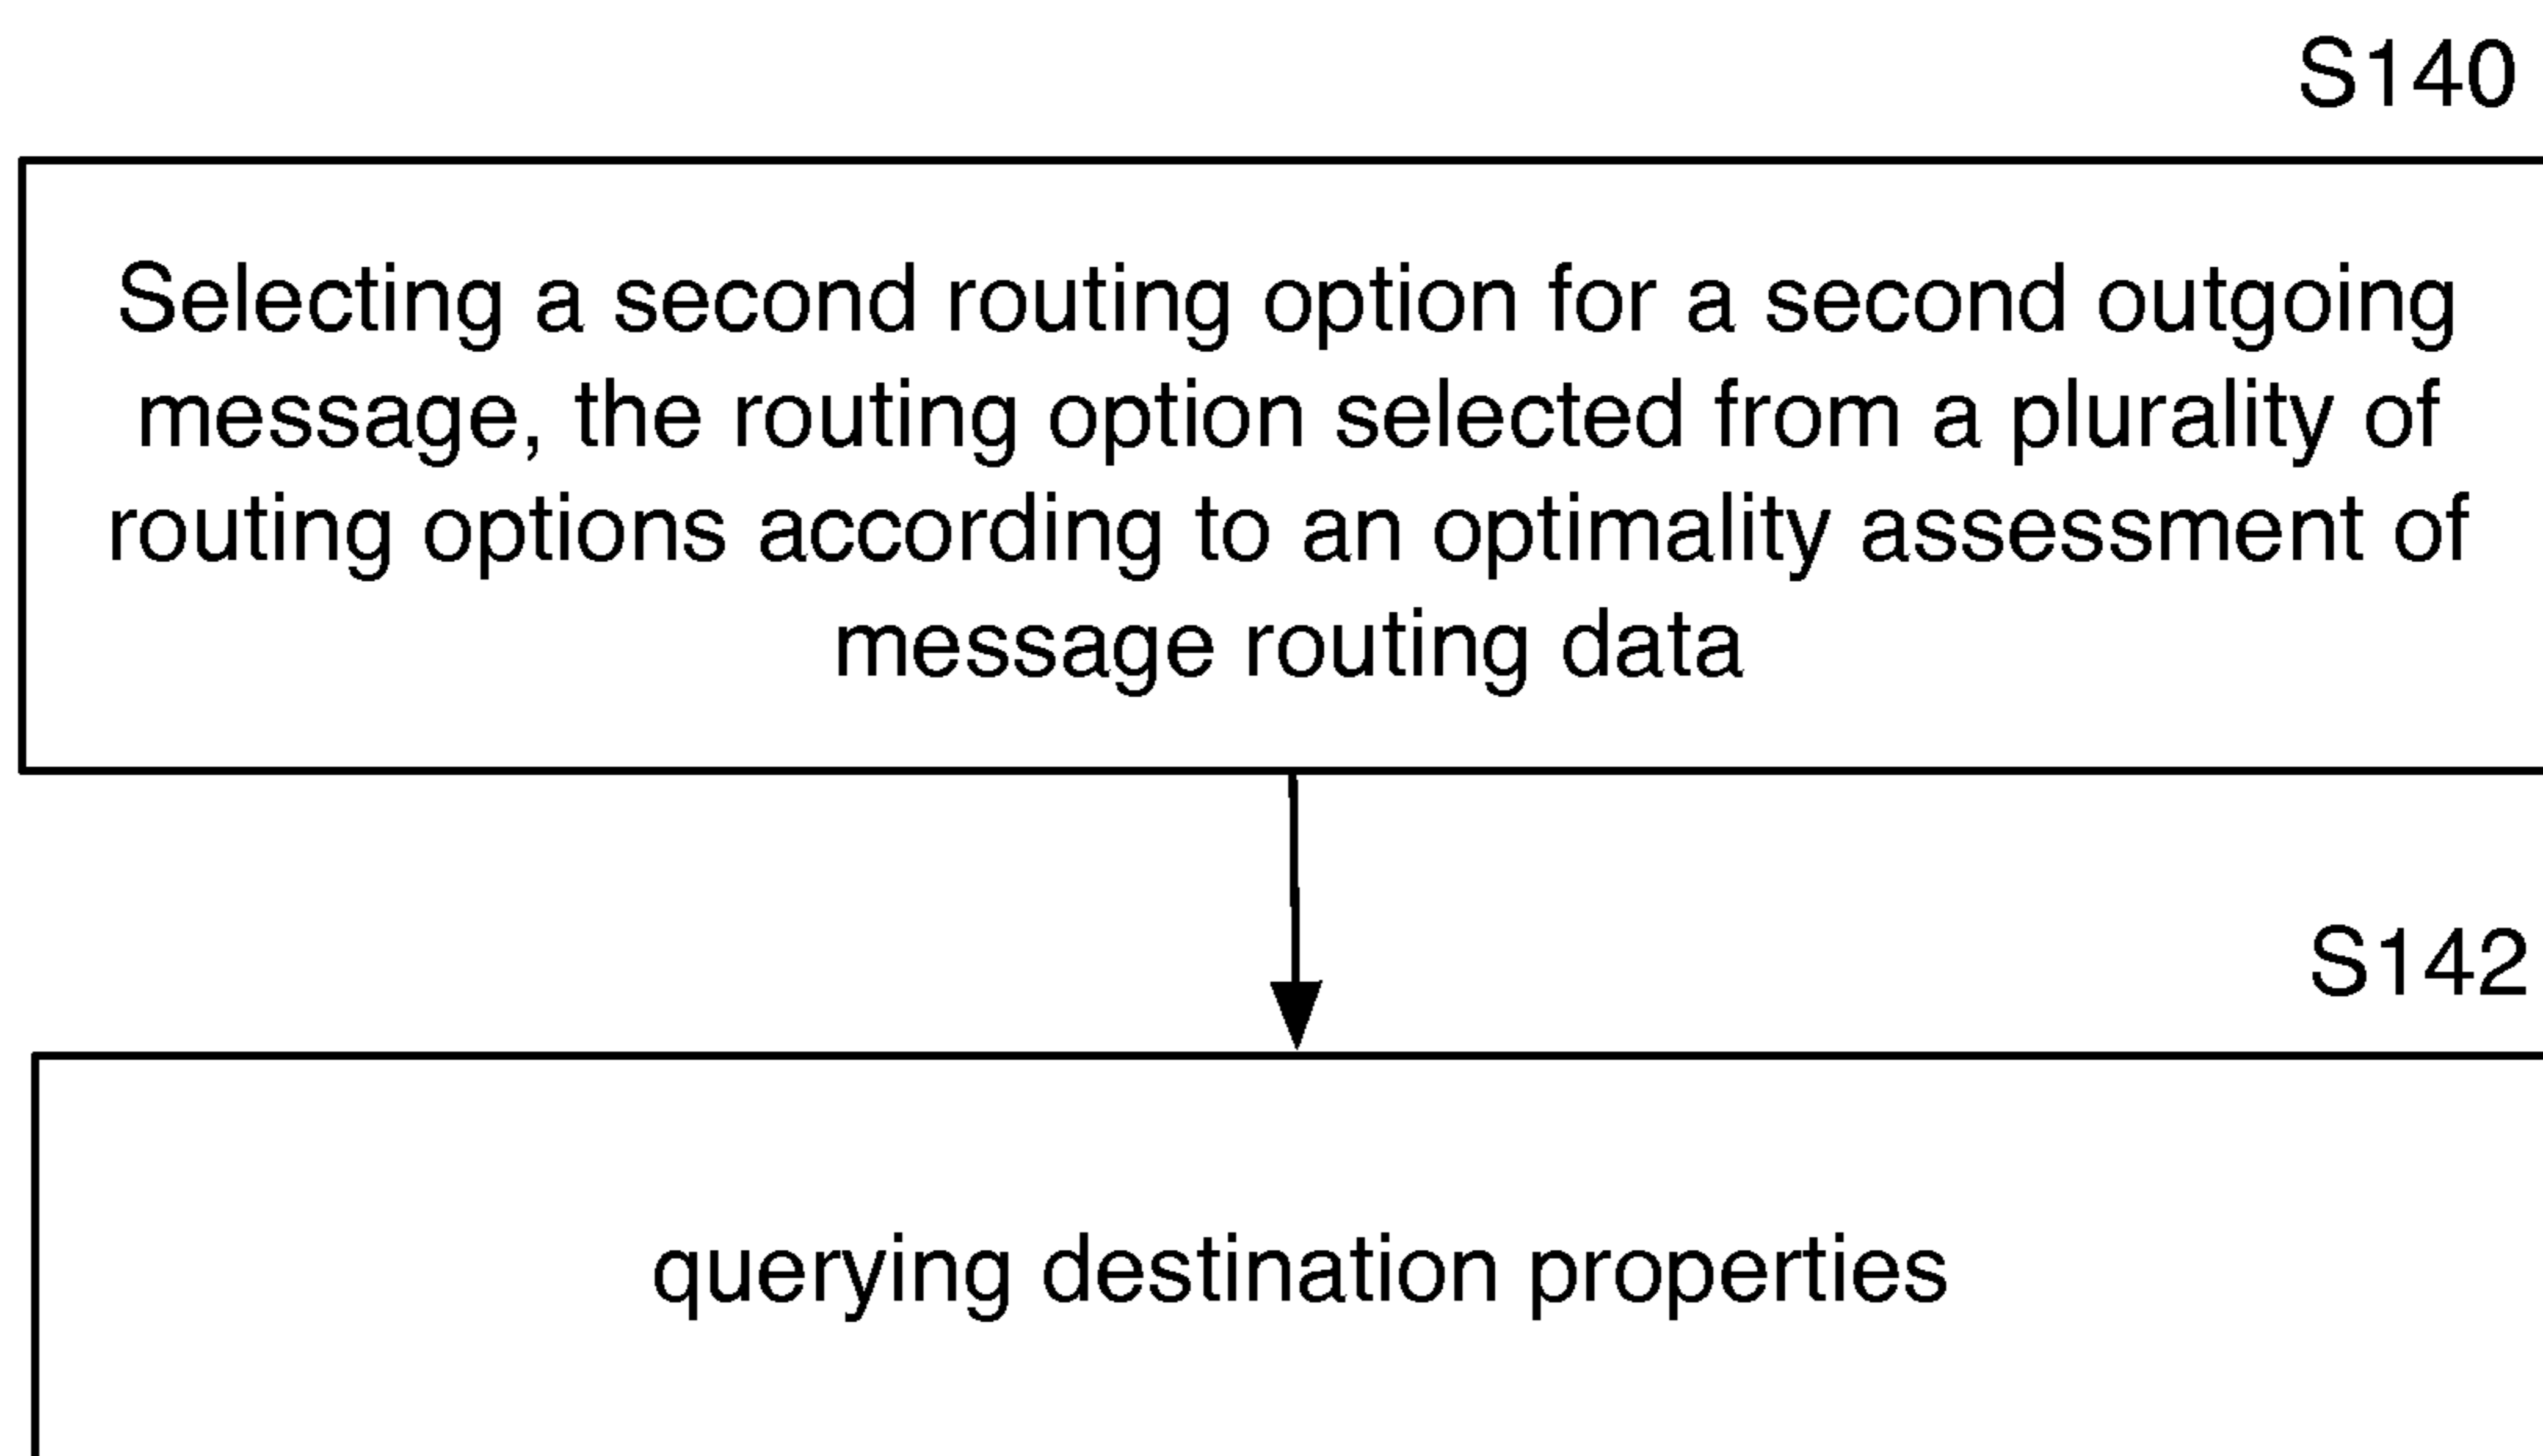 S140
Selecting a second routing option for a second outgoing
message, the routing option selected from a plurality of
routing options according to an optimality assessment of
message routing data
S142
querying destination properties